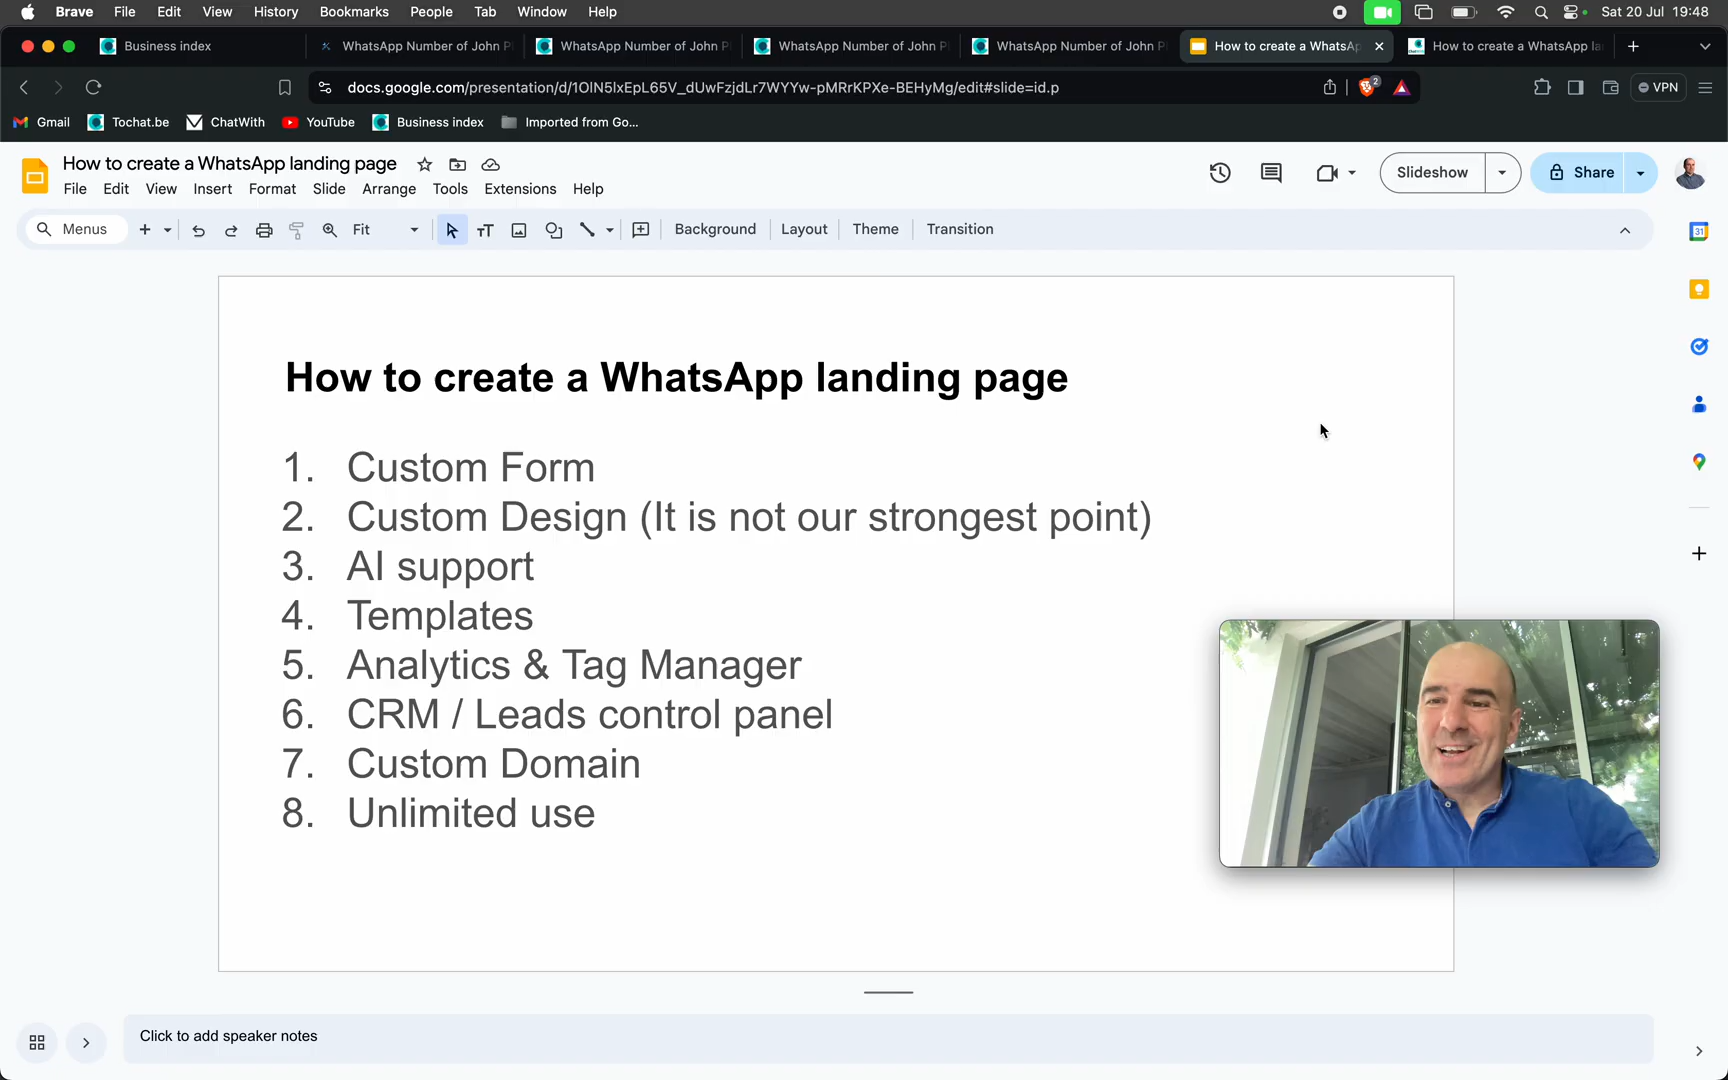 Brave File Edit View History Bookmarks People Tab Window Help Sat 20 Jul 19:48
Business index WhatsApp Number of John P WhatsApp Number of John P WhatsApp Number of John P WhatsApp Number of John P How to create a WhatsAp How to create a WhatsApp la
docs.google.com/presentation/d/1OlN5lxEpL65V_dUwFzjdLr7WYYw-pMRrKPXe-BEHyMg/edit#slide=id.p 2 VPN
Gmail Tochat.be ChatWith YouTube Business index Imported from Go...
How to create a WhatsApp landing page
File Edit View Insert Format Slide Arrange Tools Extensions Help
Slideshow Share
Menus Fit Background Layout Theme Transition
31
How to create a WhatsApp landing page
1. Custom Form
2. Custom Design (It is not our strongest point)
3. AI support
4. Templates
5. Analytics & Tag Manager
6. CRM / Leads control panel
7. Custom Domain
8. Unlimited use
Click to add speaker notes